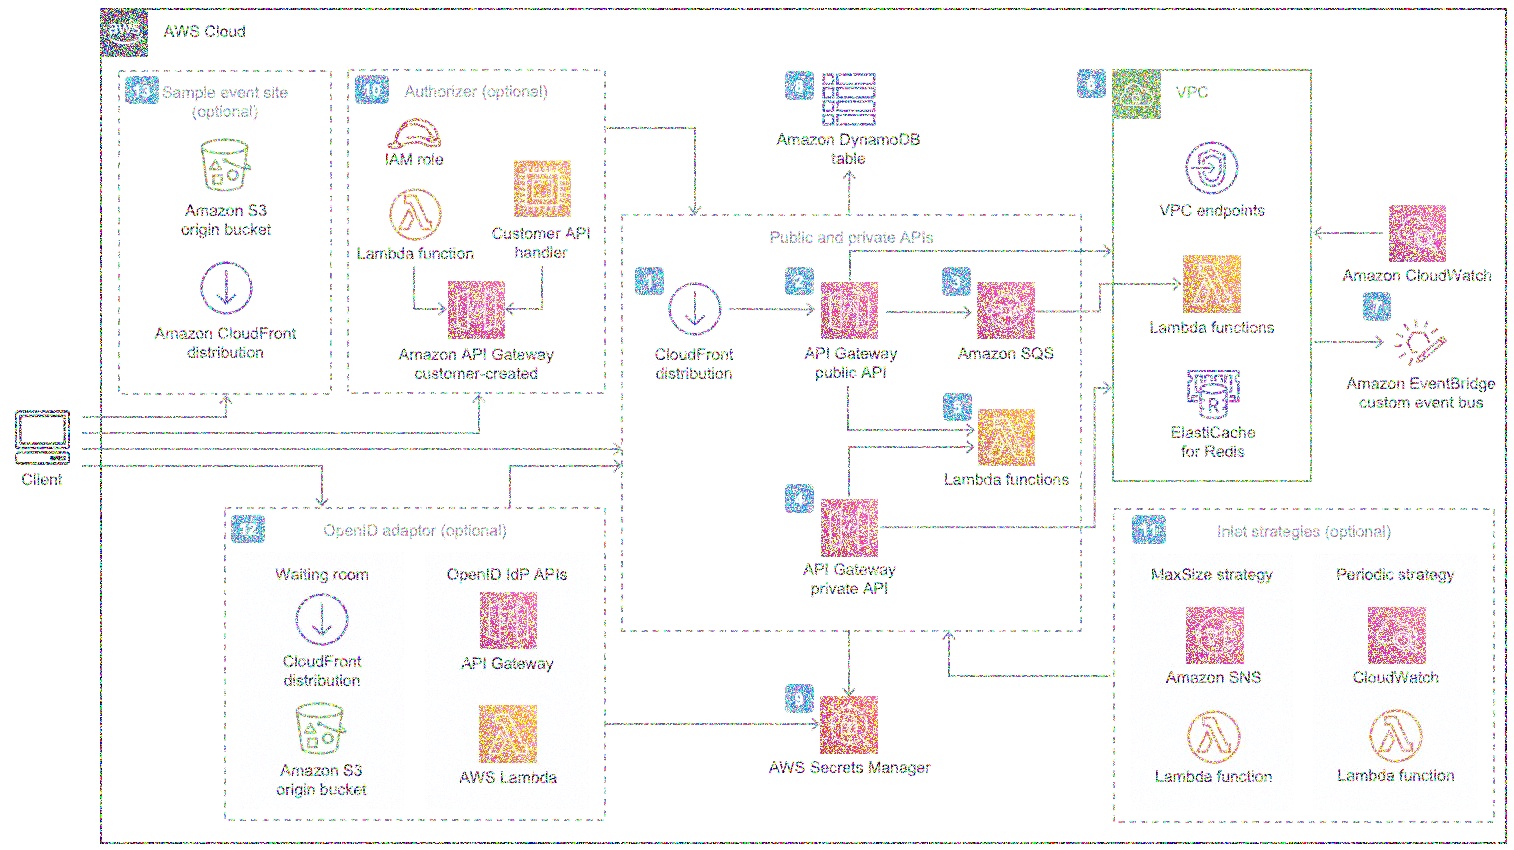 aws
AWS Cloud
13
Sample event site
(optional)
Amazon S3
origin bucket
Amazon CloudFront
distribution
10
Authorizer (optional)
IAM role
Lambda function
Customer API
handler
Amazon API Gateway
customer-created
8
Amazon DynamoDB
table
Public and private APIs
1
CloudFront
distribution
2
API Gateway
public API
3
Amazon SQS
5
Lambda functions
4
API Gateway
private API
6
VPC
VPC endpoints
Lambda functions
R
ElastiCache
for Redis
Amazon CloudWatch
7
Amazon EventBridge
custom event bus
Client
12
OpenID adaptor (optional)
Waiting room
CloudFront
distribution
Amazon S3
origin bucket
OpenID IdP APIs
API Gateway
AWS Lambda
9
AWS Secrets Manager
11
Inlet strategies (optional)
MaxSize strategy
Amazon SNS
Lambda function
Periodic strategy
CloudWatch
Lambda function